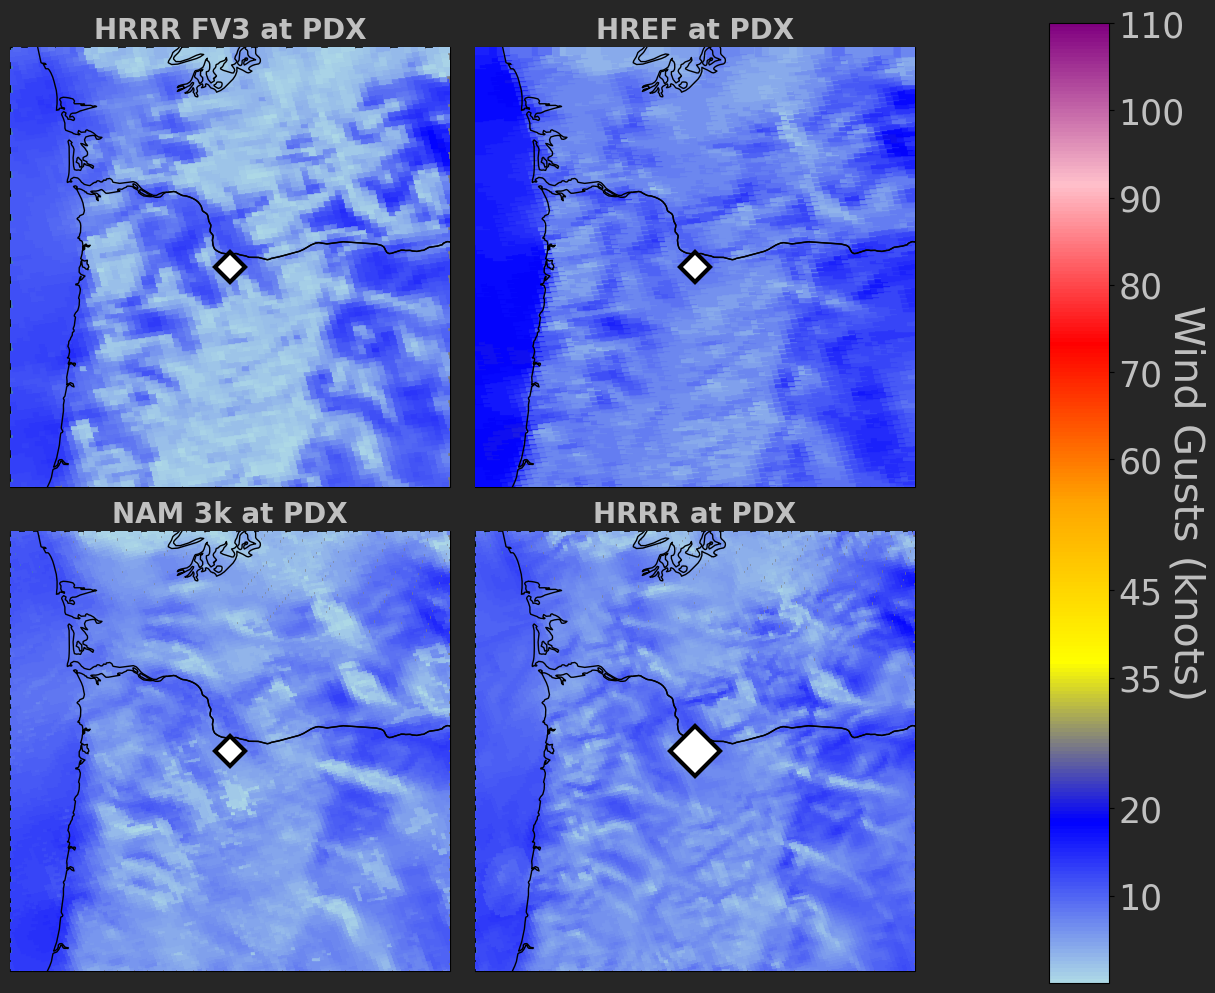 HRRR FV3 at PDX
HREF at PDX
NAM 3k at PDX
HRRR at PDX
110
100
90
80
70
60
45
35
20
10
Wind Gusts (knots)